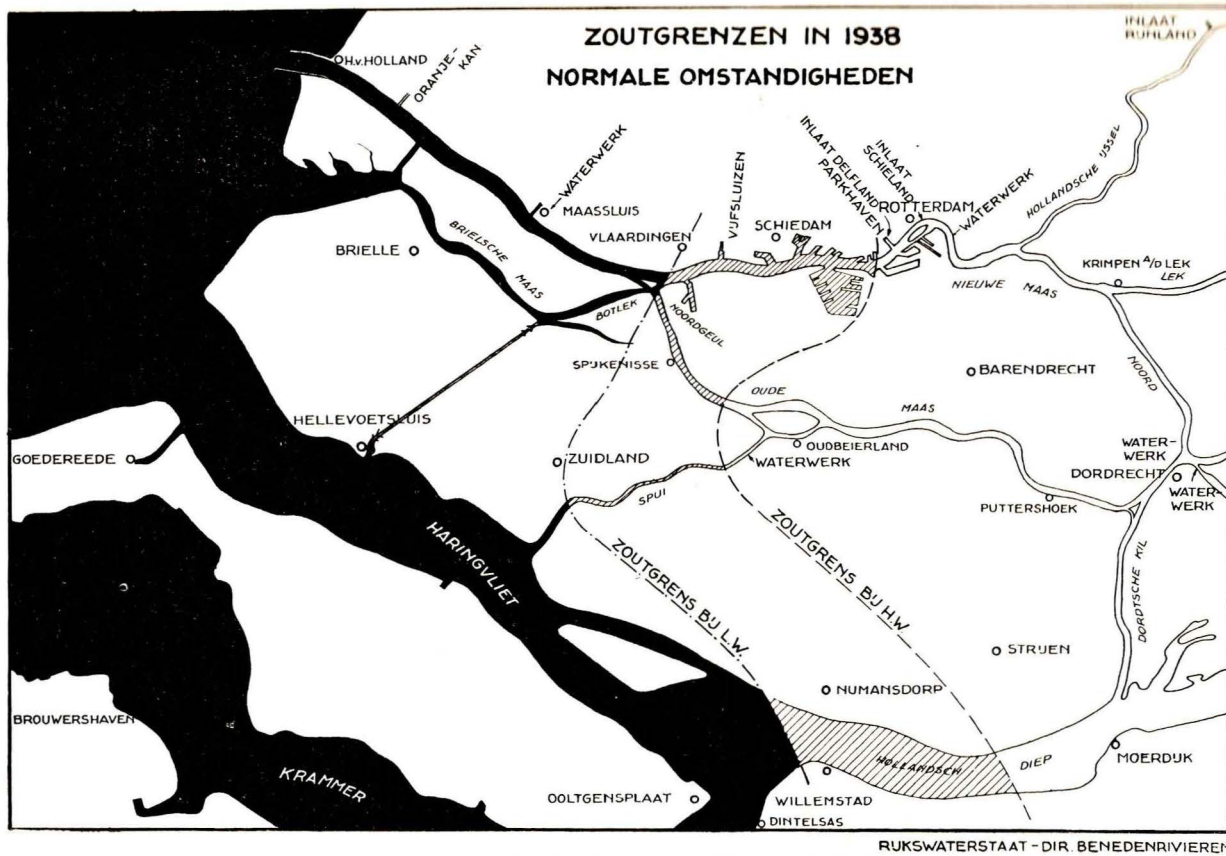 ZOUTGRENZEN IN 1938
NORMALE OMSTANDIGHEDEN
INLAAT
RIJNLAND
H.v.HOLLAND
ORANJE-
KAN
WATERWERK
MAASSLUIS
BRIELLE
BRIELSCHE MAAS
VLAARDINGEN
VIJFSLUIZEN
SCHIEDAM
INLAAT DELFLAND
PARKHAVEN
INLAAT
SCHIELAND
ROTTERDAM
WATERWERK
HOLLANDSCHE IJSSEL
KRIMPEN A/D LEK
LEK
NIEUWE MAAS
BOTLEK
NOORDGEUL
SPIJKENISSE
BARENDRECHT
NOORD
OUDE MAAS
HELLEVOETSLUIS
OUDBEIERLAND
GOEDEREEDE
ZUIDLAND
WATERWERK
WATER-
WERK
DORDRECHT
WATER-
WERK
SPUI
PUTTERSHOEK
HARINGVLIET
ZOUTGRENS BIJ L.W.
ZOUTGRENS BIJ H.W
DORDTSCHE KIL
STRIJEN
NUMANSDORP
BROUWERSHAVEN
KRAMMER
HOLLANDSCH DIEP
MOERDIJK
OOLTGENSPLAAT
WILLEMSTAD
DINTELSAS
RIJKSWATERSTAAT - DIR. BENEDENRIVIEREN